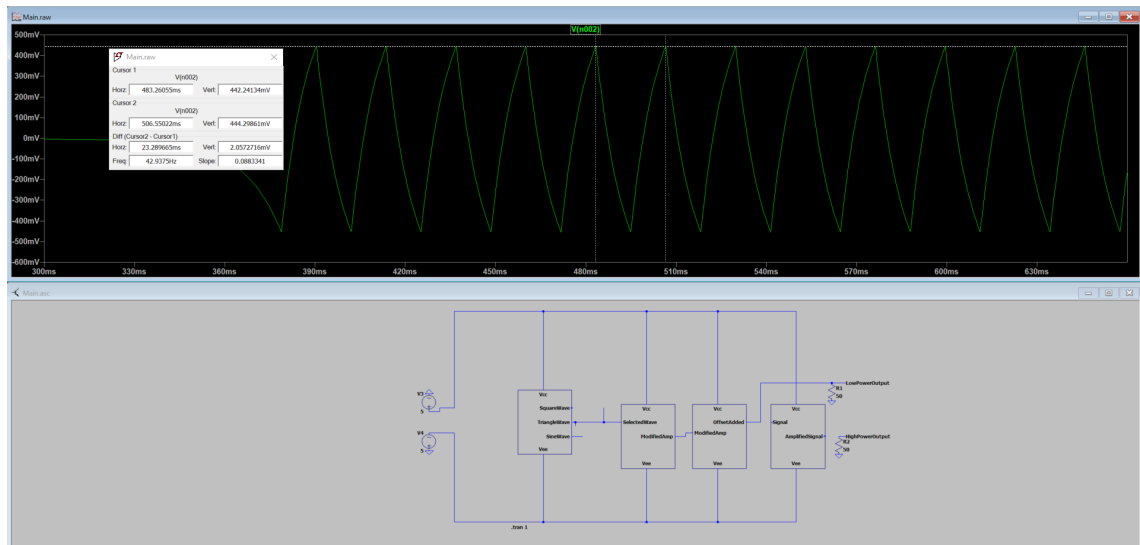 Main.raw
V(n002)
500mV
400mV
300mV
200mV
100mV
0mV
-100mV
-200mV
-300mV
-400mV
-500mV
-600mV
300ms 330ms 360ms 390ms 420ms 450ms 480ms 510ms 540ms 570ms 600ms 630ms
Main.raw
Cursor 1
V(n002)
Horz: 483.26055ms Vert: 442.24134mV
Cursor 2
V(n002)
Horz: 506.55022ms Vert: 444.29861mV
Diff (Cursor2 - Cursor1)
Horz: 23.289665ms Vert: 2.0572716mV
Freq: 42.9375Hz Slope: 0.0883341
Main.asc
V3
5
V4
5
Vcc
SquareWave
TriangleWave
SineWave
Vee
Vcc
SelectedWave
ModifiedAmp
Vee
Vcc
OffsetAdded
ModifiedAmp
Vee
Vcc
Signal
AmplifiedSignal
Vee
LowPowerOutput
R1
50
HighPowerOutput
R2
50
.tran 1